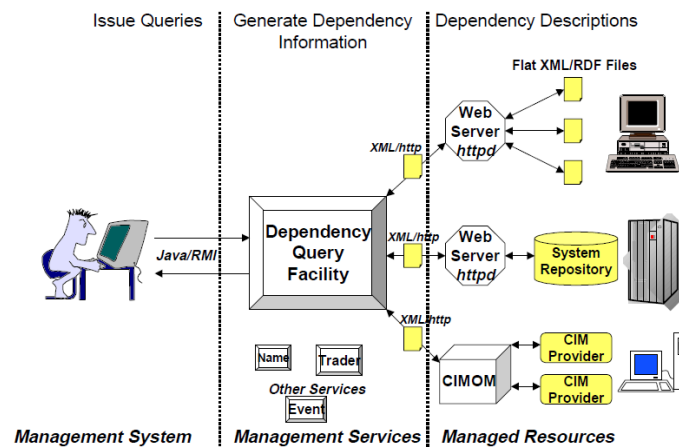 Issue Queries
Generate Dependency
Information
Dependency Descriptions
Flat XML/RDF Files
Web
Server
httpd
XML/http
Java/RMI
Dependency
Query
Facility
XML/http
Web
Server
httpd
System
Repository
XML/http
Name
Trader
Other Services
Event
CIMOM
CIM
Provider
CIM
Provider
Management System
Management Services
Managed Resources